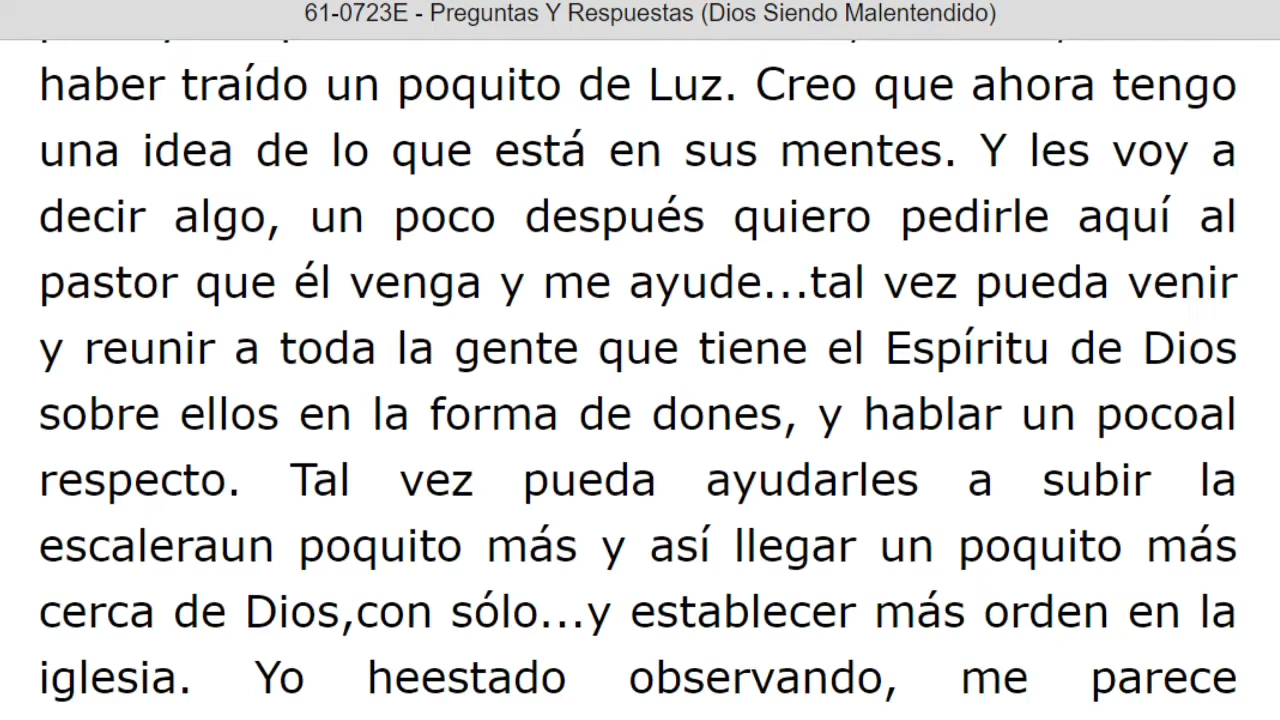 61-0723E - Preguntas Y Respuestas (Dios Siendo Malentendido)
haber traído un poquito de Luz. Creo que ahora tengo
una idea de lo que está en sus mentes. Y les voy a
decir algo, un poco después quiero pedirle aquí al
pastor que él venga y me ayude...tal vez pueda venir
y reunir a toda la gente que tiene el Espíritu de Dios
sobre ellos en la forma de dones, y hablar un pocoal
respecto. Tal vez pueda ayudarles a subir la
escaleraun poquito más y así llegar un poquito más
cerca de Dios,con sólo...y establecer más orden en la
iglesia. Yo heestado observando, me parece